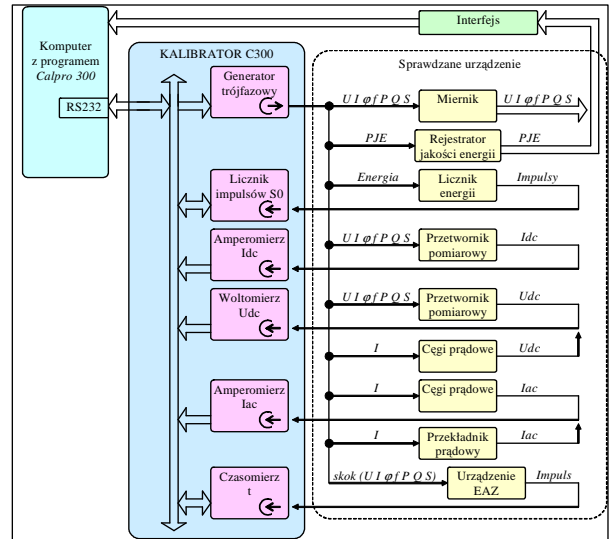 Interfejs
Komputer
z programem
Calpro 300
RS232
KALIBRATOR C300
Sprawdzane urządzenie
Generator
trójfazowy
U I φ f P Q S
Miernik
U I φ f P Q S
PJE
Rejestrator
jakości energii
PJE
Licznik
impulsów S0
Energia
Licznik
energii
Impulsy
Amperomierz
Idc
U I φ f P Q S
Przetwornik
pomiarowy
Idc
Woltomierz
Udc
U I φ f P Q S
Przetwornik
pomiarowy
Udc
I
Cęgi prądowe
Udc
Amperomierz
Iac
I
Cęgi prądowe
Iac
I
Przekładnik
prądowy
Iac
Czasomierz
t
skok (U I φ f P Q S)
Urządzenie
EAZ
Impuls